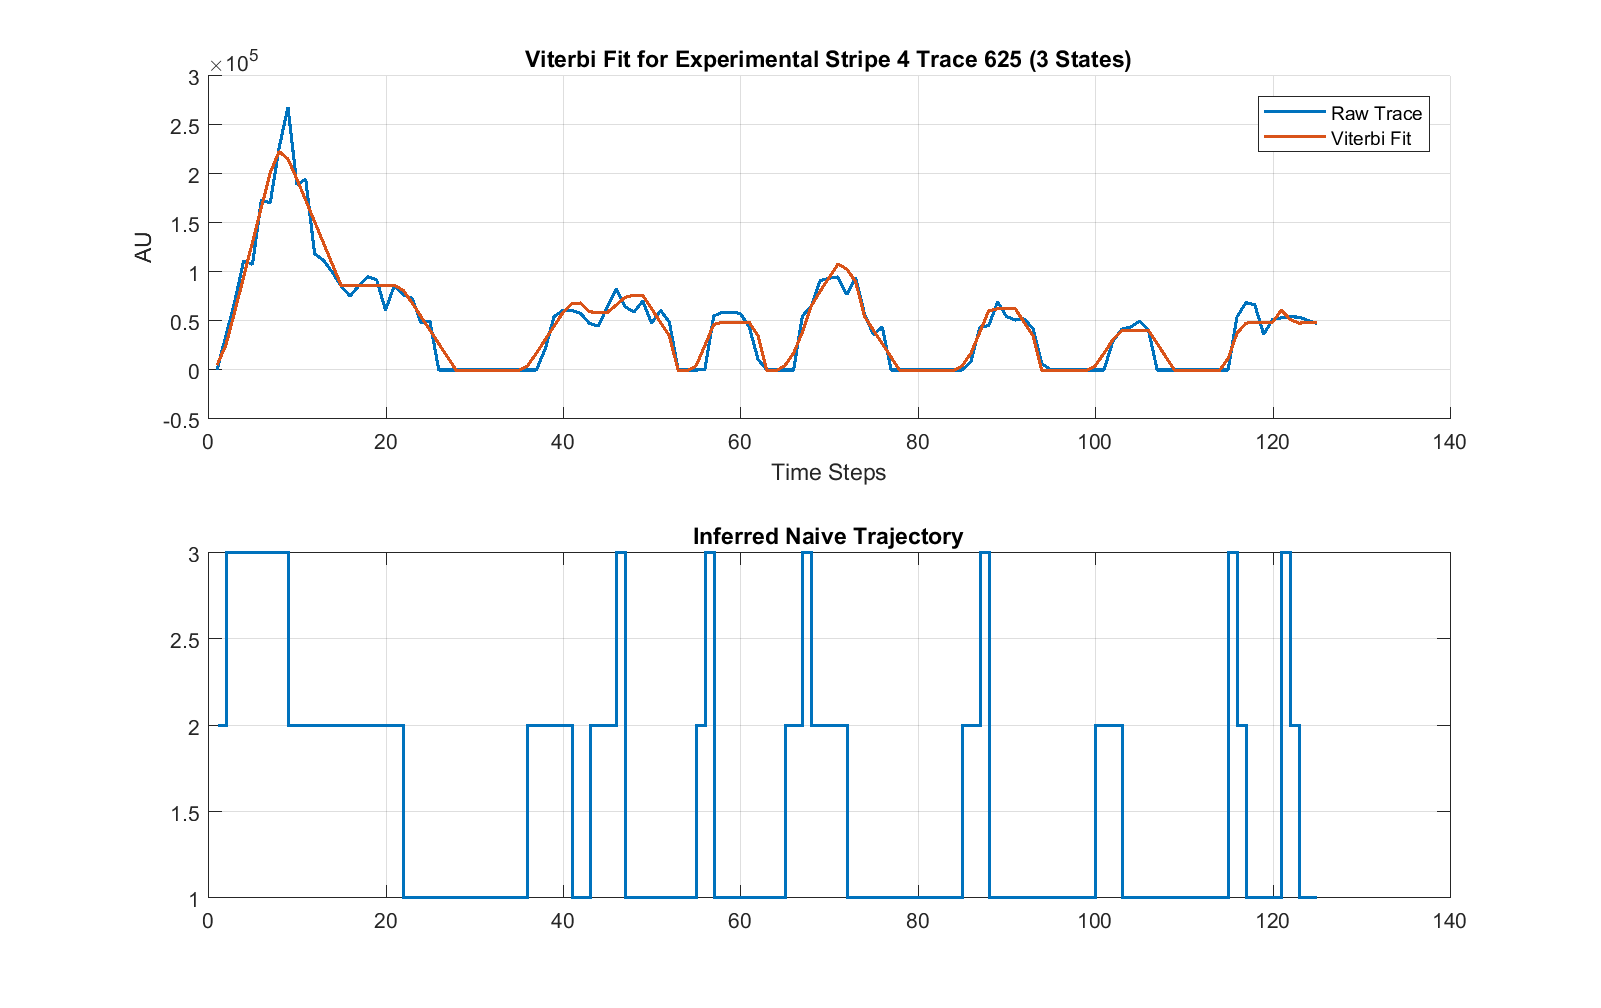 Viterbi Fit for Experimental Stripe 4 Trace 625 (3 States)
×10^5
3
2.5
2
1.5
1
0.5
0
-0.5
AU
Raw Trace
Viterbi Fit
0 20 40 60 80 100 120 140
Time Steps
Inferred Naive Trajectory
3
2.5
2
1.5
1
0 20 40 60 80 100 120 140